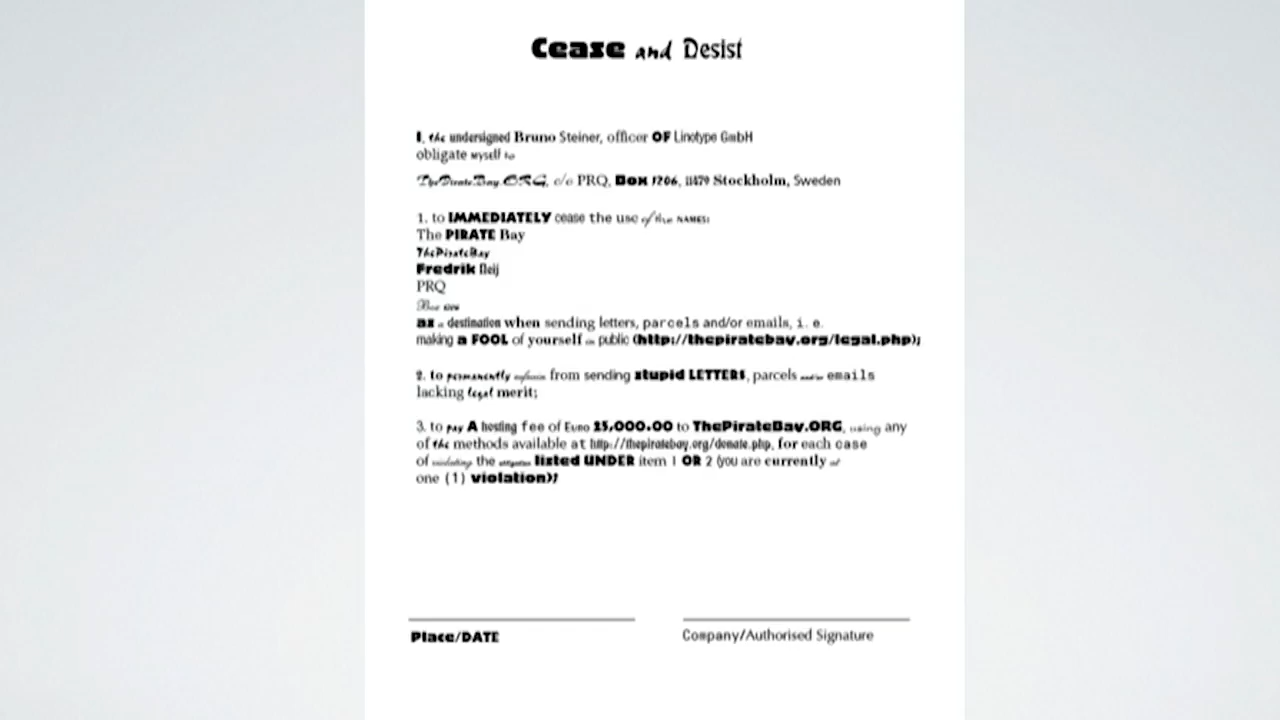 Cease and Desist
I, the undersigned Bruno Steiner, officer OF Linotype GmbH
obligate myself to
ThePirateBay.ORG, c/o PRQ, Box 1206, 11479 Stockholm, Sweden
1. to IMMEDIATELY cease the use of the NAMES:
The PIRATE Bay
ThePirateBay
Fredrik Neij
PRQ
Box
as a destination when sending letters, parcels and/or emails, i. e.
making a FOOL of yourself in public (http://thepiratebay.org/legal.php);
2. to permanently from sending stupid LETTERS, parcels and/or emails
lacking legal merit;
3. to pay A hosting fee of Euro 15,000.00 to ThePirateBay.ORG, using any
of the methods available at http://thepiratebay.org/donate.php, for each case
of violating the listed UNDER item 1 OR 2 (you are currently at
one (1) violation);
Place/DATE
Company/Authorised Signature